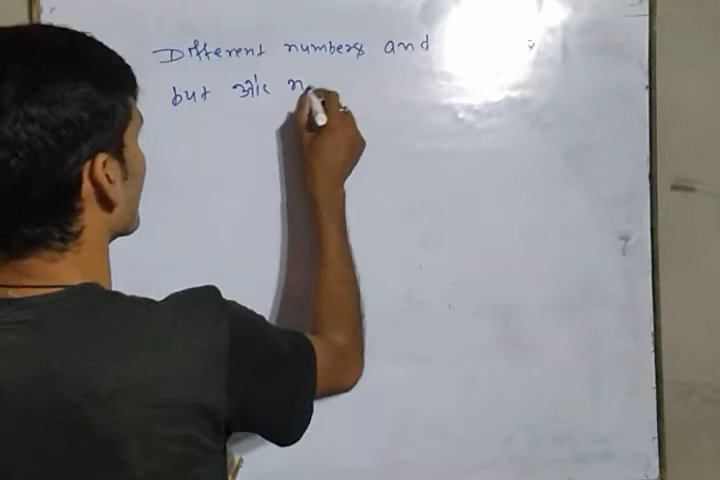 Different numbers and
but और n